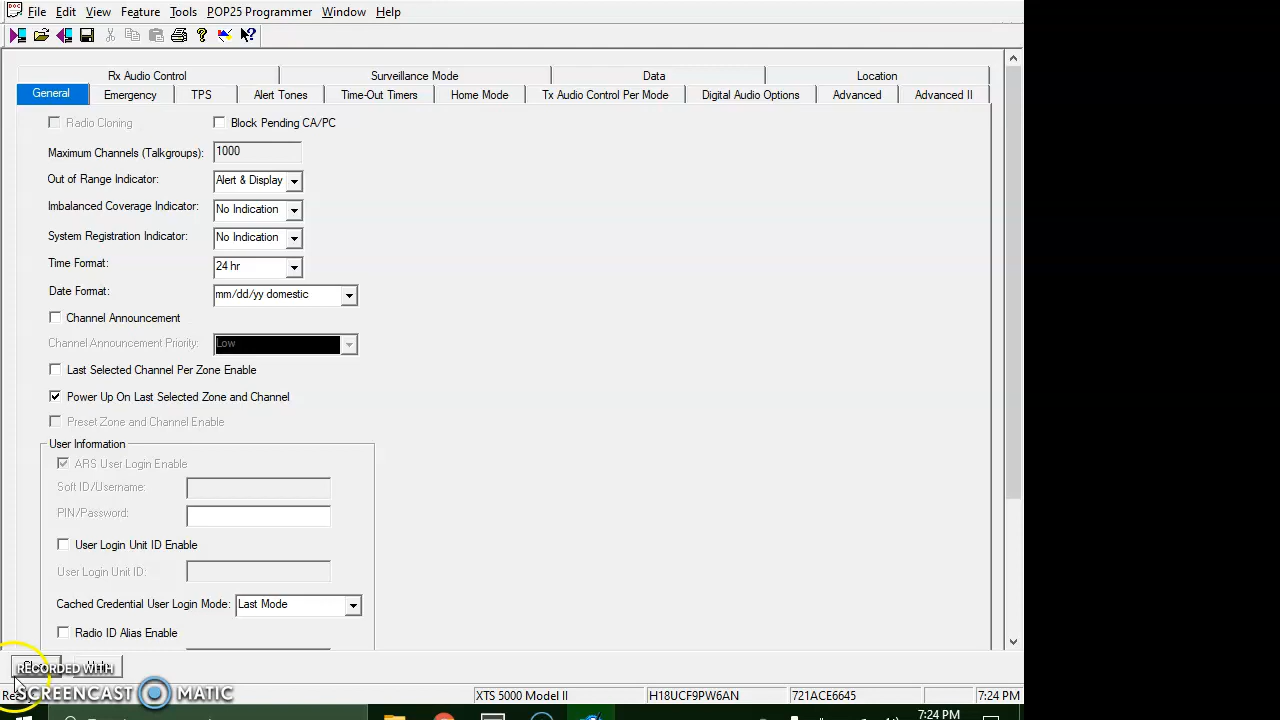 File Edit View Feature Tools POP25 Programmer Window Help
Rx Audio Control Surveillance Mode Data Location
General Emergency TPS Alert Tones Time-Out Timers Home Mode Tx Audio Control Per Mode Digital Audio Options Advanced Advanced II
Radio Cloning Block Pending CA/PC
Maximum Channels (Talkgroups): 1000
Out of Range Indicator: Alert & Display
Imbalanced Coverage Indicator: No Indication
System Registration Indicator: No Indication
Time Format: 24 hr
Date Format: mm/dd/yy domestic
Channel Announcement
Channel Announcement Priority: Low
Last Selected Channel Per Zone Enable
Power Up On Last Selected Zone and Channel
Preset Zone and Channel Enable
User Information
ARS User Login Enable
Soft ID/Username:
PIN/Password:
User Login Unit ID Enable
User Login Unit ID:
Cached Credential User Login Mode: Last Mode
Radio ID Alias Enable
RECORDED WITH
SCREENCAST MATIC
XTS 5000 Model II H18UCF9PW6AN 721ACE6645 7:24 PM
7:24 PM